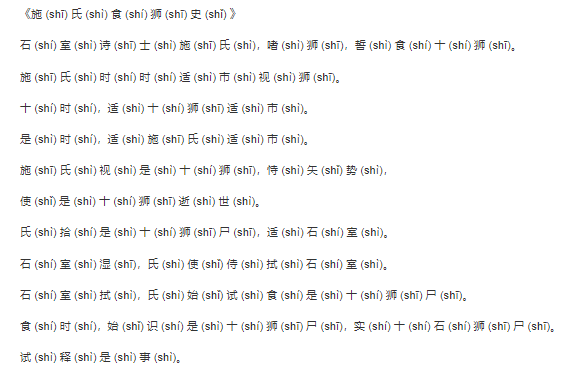 《施 (shī) 氏 (shì) 食 (shí) 狮 (shī) 史 (shǐ) 》
石 (shí) 室 (shì) 诗 (shī) 士 (shì) 施 (shī) 氏 (shì)，嗜 (shì) 狮 (shī)，誓 (shì) 食 (shí) 十 (shí) 狮 (shī)。
施 (shī) 氏 (shì) 时 (shí) 时 (shí) 适 (shì) 市 (shì) 视 (shì) 狮 (shī)。
十 (shí) 时 (shí)，适 (shì) 十 (shí) 狮 (shī) 适 (shì) 市 (shì)。
是 (shì) 时 (shí)，适 (shì) 施 (shī) 氏 (shì) 适 (shì) 市 (shì)。
施 (shī) 氏 (shì) 视 (shì) 是 (shì) 十 (shí) 狮 (shī)，恃 (shì) 矢 (shǐ) 势 (shì)，
使 (shǐ) 是 (shì) 十 (shí) 狮 (shī) 逝 (shì) 世 (shì)。
氏 (shì) 拾 (shí) 是 (shì) 十 (shí) 狮 (shī) 尸 (shī)，适 (shì) 石 (shí) 室 (shì)。
石 (shí) 室 (shì) 湿 (shī)，氏 (shì) 使 (shǐ) 侍 (shì) 拭 (shì) 石 (shí) 室 (shì)。
石 (shí) 室 (shì) 拭 (shì)，氏 (shì) 始 (shǐ) 试 (shì) 食 (shí) 是 (shì) 十 (shí) 狮 (shī) 尸 (shī)。
食 (shí) 时 (shí)，始 (shǐ) 识 (shí) 是 (shì) 十 (shí) 狮 (shī) 尸 (shī)，实 (shí) 十 (shí) 石 (shí) 狮 (shī) 尸 (shī)。
试 (shì) 释 (shì) 是 (shì) 事 (shì)。